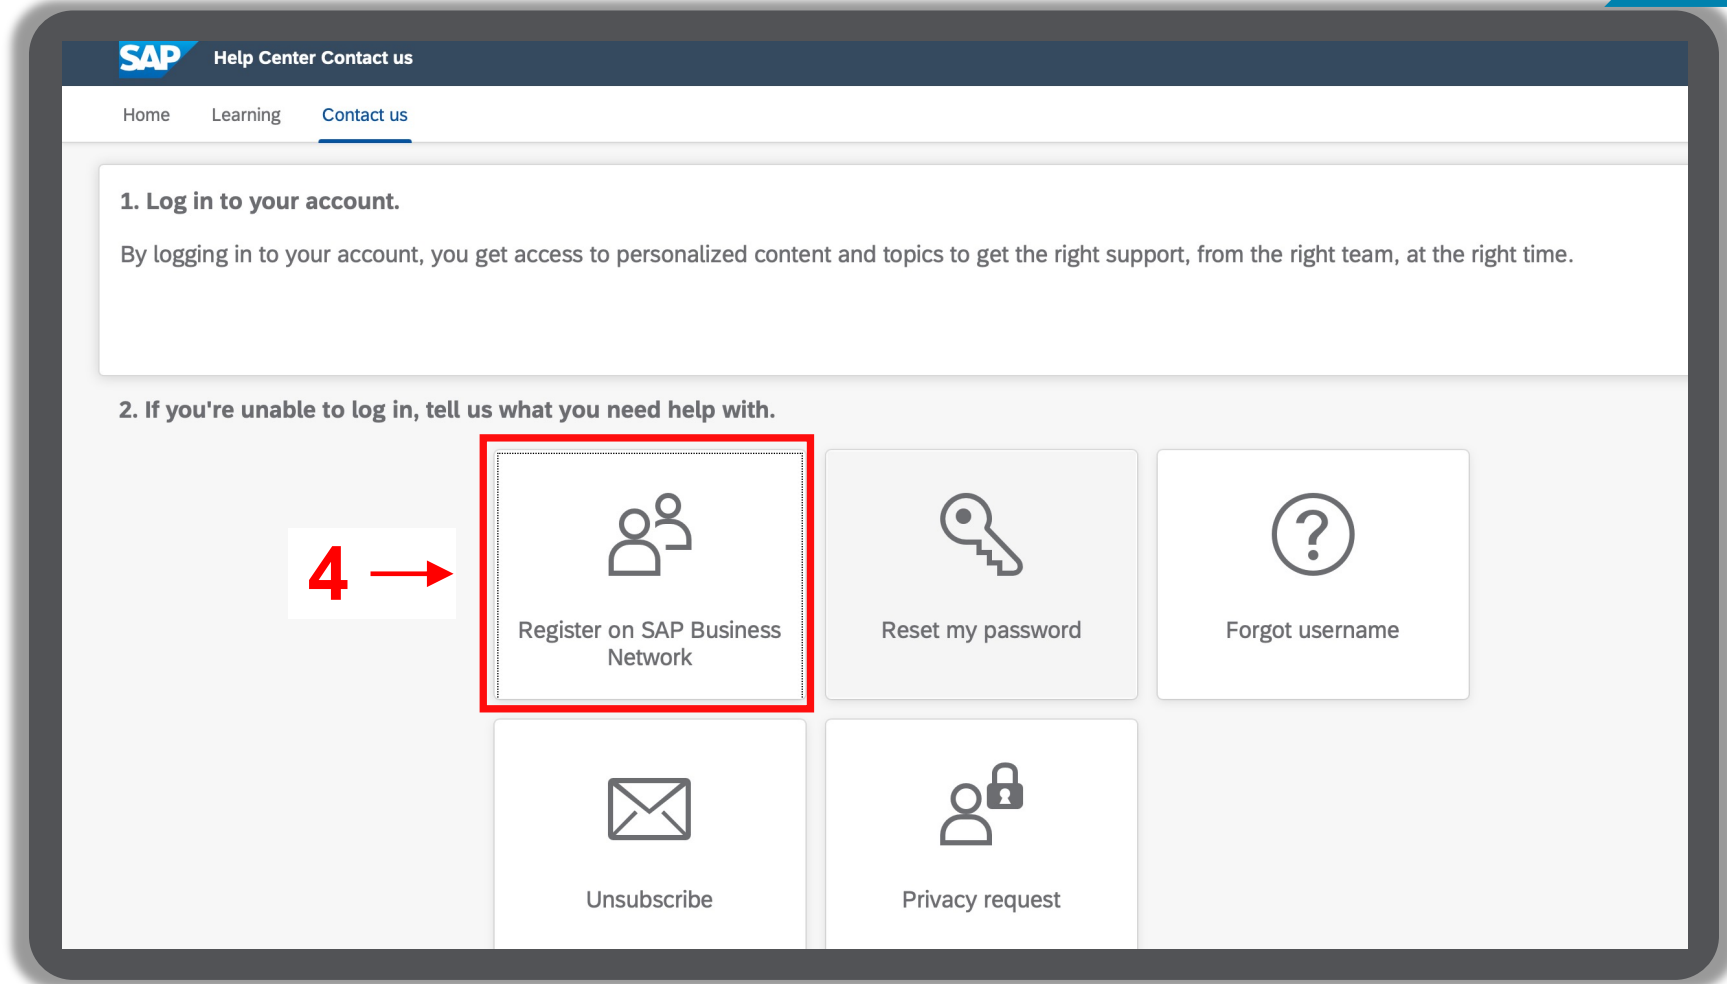 SAP Help Center Contact us
Home Learning Contact us
1. Log in to your account.
By logging in to your account, you get access to personalized content and topics to get the right support, from the right team, at the right time.
2. If you're unable to log in, tell us what you need help with.
4
Register on SAP Business
Network
Reset my password
Forgot username
Unsubscribe
Privacy request